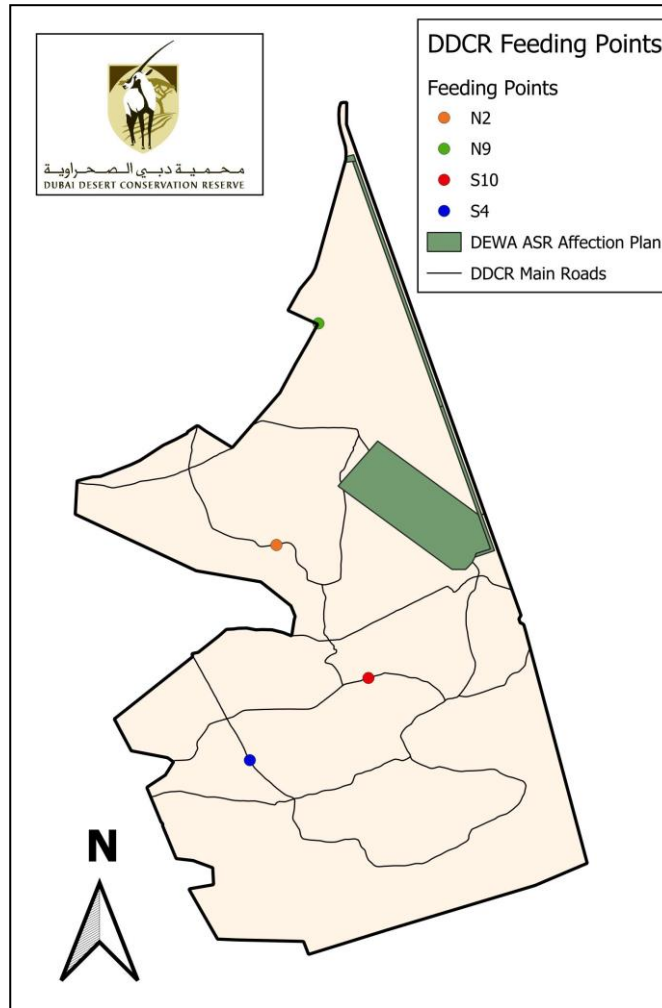 محمية دبي الصحراوية
DUBAI DESERT CONSERVATION RESERVE
DDCR Feeding Points
Feeding Points
N2
N9
S10
S4
DEWA ASR Affection Plan
DDCR Main Roads
N